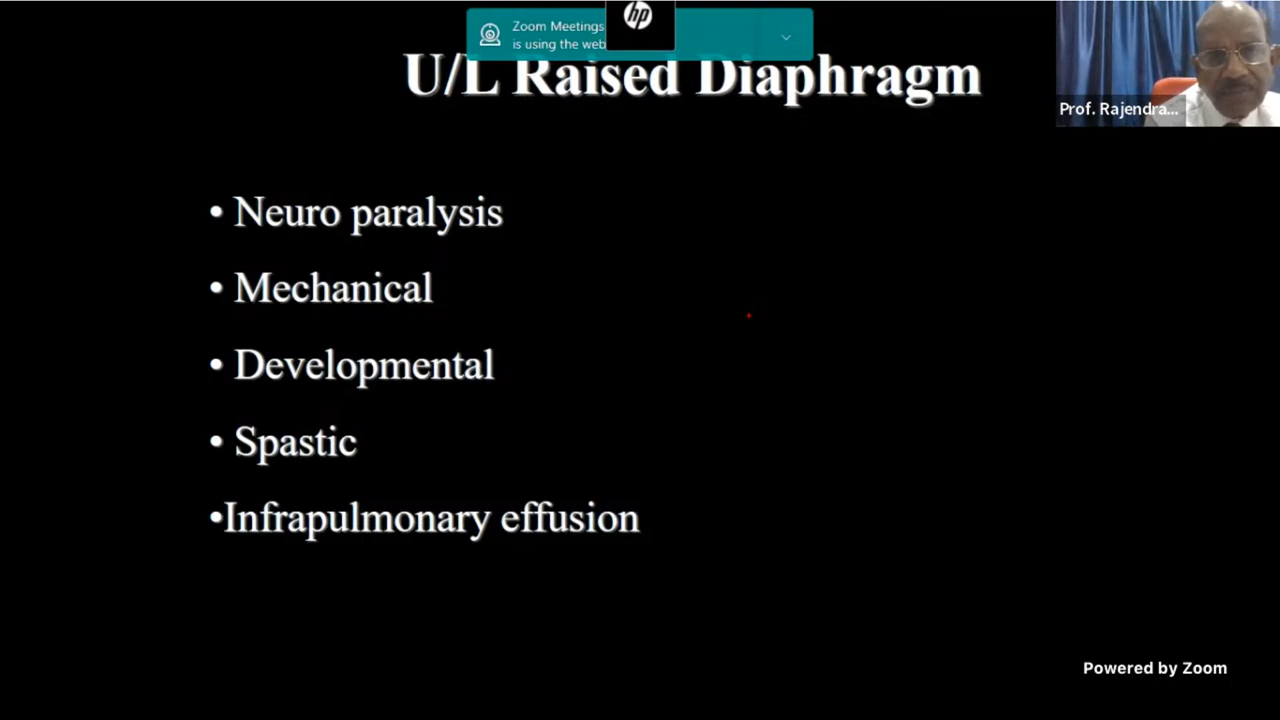 Zoom Meetings
is using the web
hp
U/L Raised Diaphragm
Prof. Rajendra...
• Neuro paralysis
• Mechanical
• Developmental
• Spastic
•Infrapulmonary effusion
Powered by Zoom